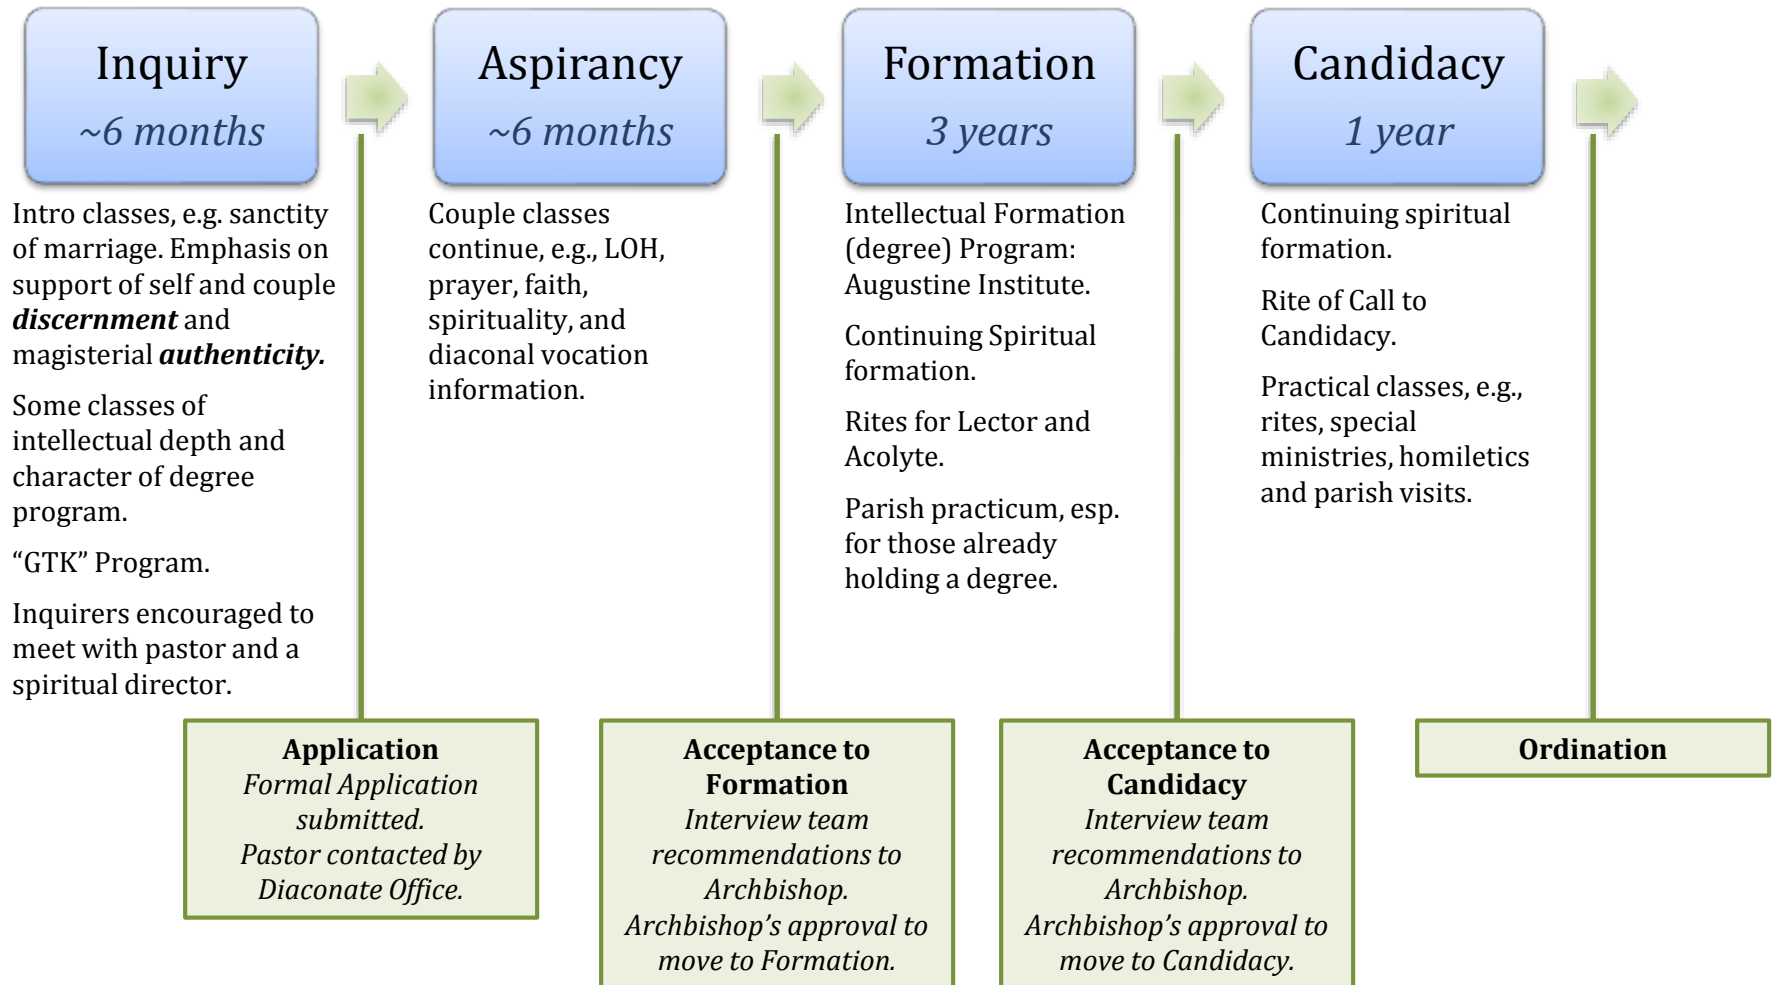 Inquiry
~6 months
Intro classes, e.g. sanctity
of marriage. Emphasis on
support of self and couple
discernment and
magisterial authenticity.
Some classes of
intellectual depth and
character of degree
program.
“GTK” Program.
Inquirers encouraged to
meet with pastor and a
spiritual director.
Application
Formal Application
submitted.
Pastor contacted by
Diaconate Office.
Aspirancy
~6 months
Couple classes
continue, e.g., LOH,
prayer, faith,
spirituality, and
diaconal vocation
information.
Acceptance to
Formation
Interview team
recommendations to
Archbishop.
Archbishop’s approval to
move to Formation.
Formation
3 years
Intellectual Formation
(degree) Program:
Augustine Institute.
Continuing Spiritual
formation.
Rites for Lector and
Acolyte.
Parish practicum, esp.
for those already
holding a degree.
Acceptance to
Candidacy
Interview team
recommendations to
Archbishop.
Archbishop’s approval to
move to Candidacy.
Candidacy
1 year
Continuing spiritual
formation.
Rite of Call to
Candidacy.
Practical classes, e.g.,
rites, special
ministries, homiletics
and parish visits.
Ordination